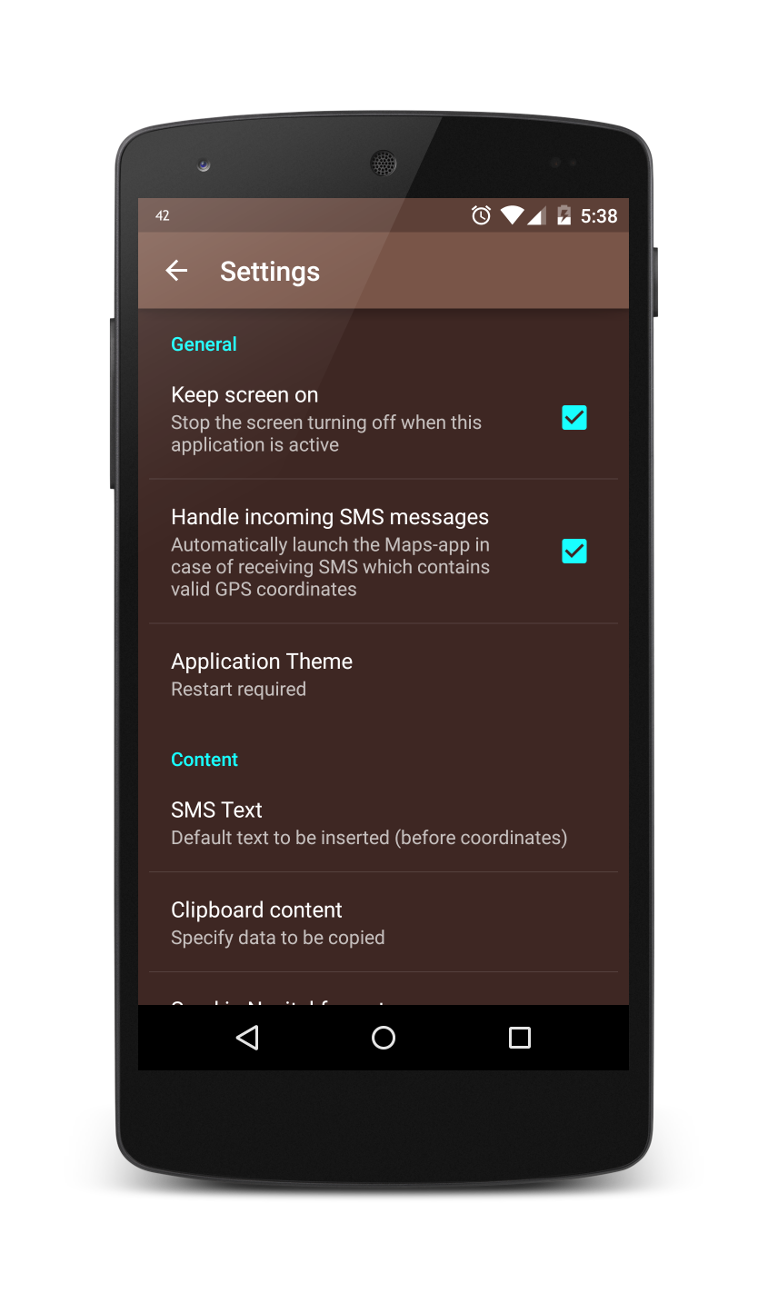 42
5:38
Settings
General
Keep screen on
Stop the screen turning off when this
application is active
Handle incoming SMS messages
Automatically launch the Maps-app in
case of receiving SMS which contains
valid GPS coordinates
Application Theme
Restart required
Content
SMS Text
Default text to be inserted (before coordinates)
Clipboard content
Specify data to be copied